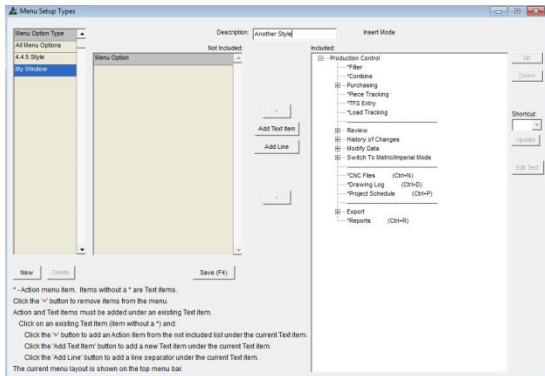 Menu Setup Types
Menu Option Type
All Menu Options
4.4.5 Style
My Window
Description: Another Style
Insert Mode
Not Included:
Menu Option
Included:
Production Control
*Filter
*Combine
Purchasing
*Piece Tracking
*TFS Entry
*Load Tracking
Review
History of Changes
Modify Data
Switch To Metric/Imperial Mode
*CNC Files (Ctrl+N)
*Drawing Log (Ctrl+D)
*Project Schedule (Ctrl+P)
Export
*Reports (Ctrl+R)
Add Text Item
Add Line
Up
Down
Shortcut:
Update
Edit Text
New
Delete
Save (F4)
* - Action menu item. Items without a * are Text items.
Click the '<' button to remove items from the menu.
Action and Text items must be added under an existing Text item.
Click on an existing Text Item (item without a *) and:
Click the '>' button to add an Action item from the not included list under the current Text item.
Click the 'Add Text Item' button to add a new Text item under the current Text item.
Click the 'Add Line' button to add a line separator under the current Text item.
The current menu layout is shown on the top menu bar.